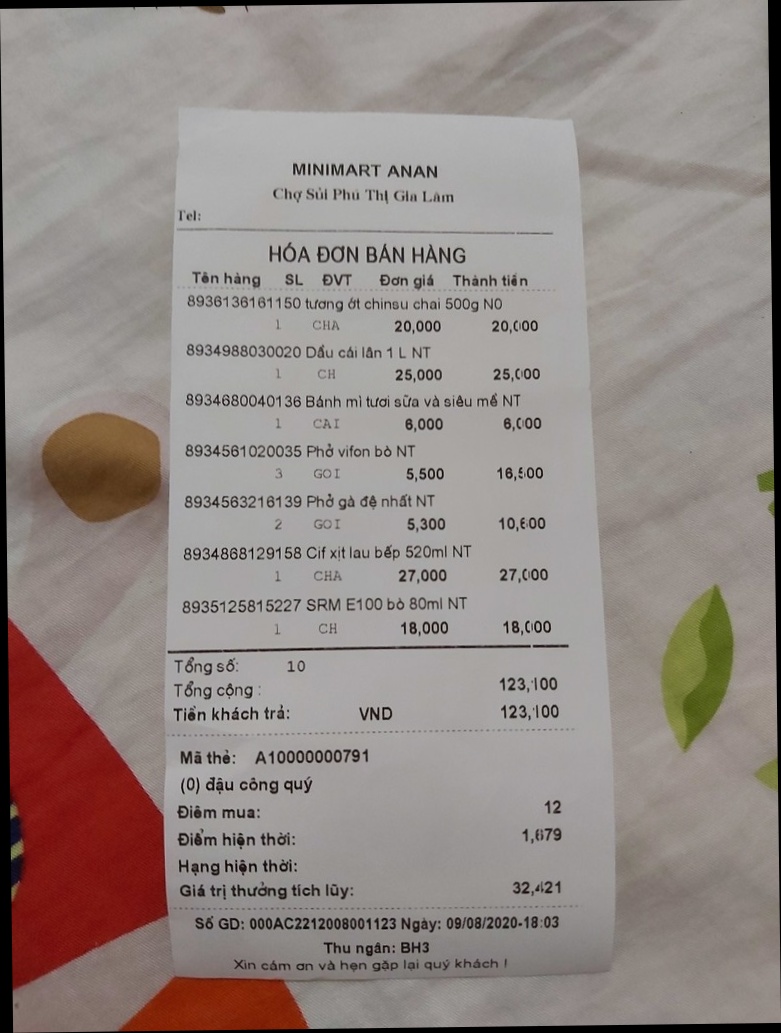 MINIMART ANAN
Chợ Sủi Phú Thị Gia Lâm
Tel:
HÓA ĐƠN BÁN HÀNG
Tên hàng SL ĐVT Đơn giá Thành tiền
8936136161150 tương ớt chinsu chai 500g N0
1 CHA 20,000 20,000
8934988030020 Dầu cái lân 1 L NT
1 CH 25,000 25,000
8934680040136 Bánh mì tươi sữa và siêu mề NT
1 CAI 6,000 6,000
8934561020035 Phở vifon bò NT
3 GOI 5,500 16,500
8934563216139 Phở gà đệ nhất NT
2 GOI 5,300 10,600
8934868129158 Cif xịt lau bếp 520ml NT
1 CHA 27,000 27,000
8935125815227 SRM E100 bò 80ml NT
1 CH 18,000 18,000
Tổng số: 10
Tổng cộng : 123,100
Tiền khách trả: VND 123,100
Mã thẻ: A10000000791
(0) đậu công quý
Điêm mua: 12
Điểm hiện thời: 1,679
Hạng hiện thời:
Giá trị thưởng tích lũy: 32,421
Số GD: 000AC2212008001123 Ngày: 09/08/2020-18:03
Thu ngân: BH3
Xin cám ơn và hẹn gặp lại quý khách !